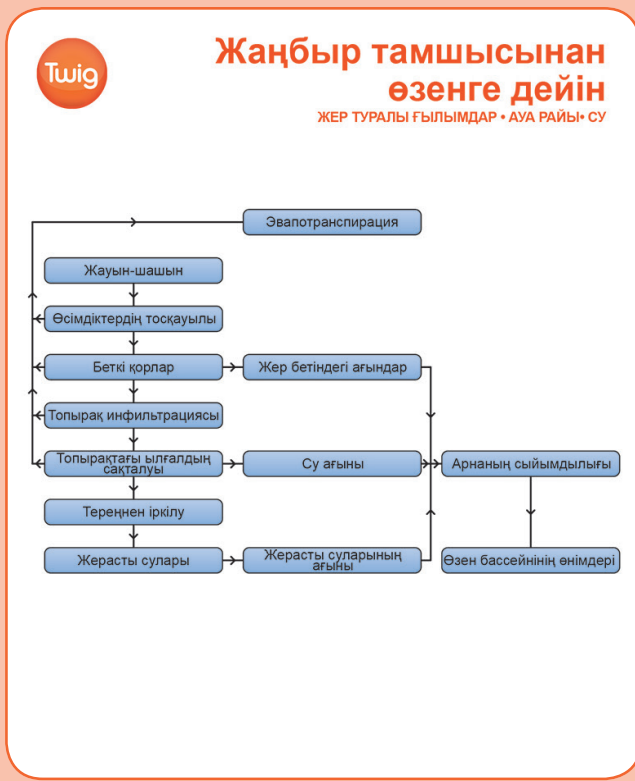 Twig
Жаңбыр тамшысынан
өзенге дейін
ЖЕР ТУРАЛЫ ҒЫЛЫМДАР • АУА РАЙЫ• СУ
Эвапотранспирация
Жауын-шашын
Өсімдіктердің тосқауылы
Беткі қорлар
Жер бетіндегі ағындар
Топырақ инфильтрациясы
Топырақтағы ылғалдың
сақталуы
Су ағыны
Арнаның сыйымдылығы
Тереңнен іркілу
Жерасты сулары
Жерасты суларының
ағыны
Өзен бассейнінің өнімдері